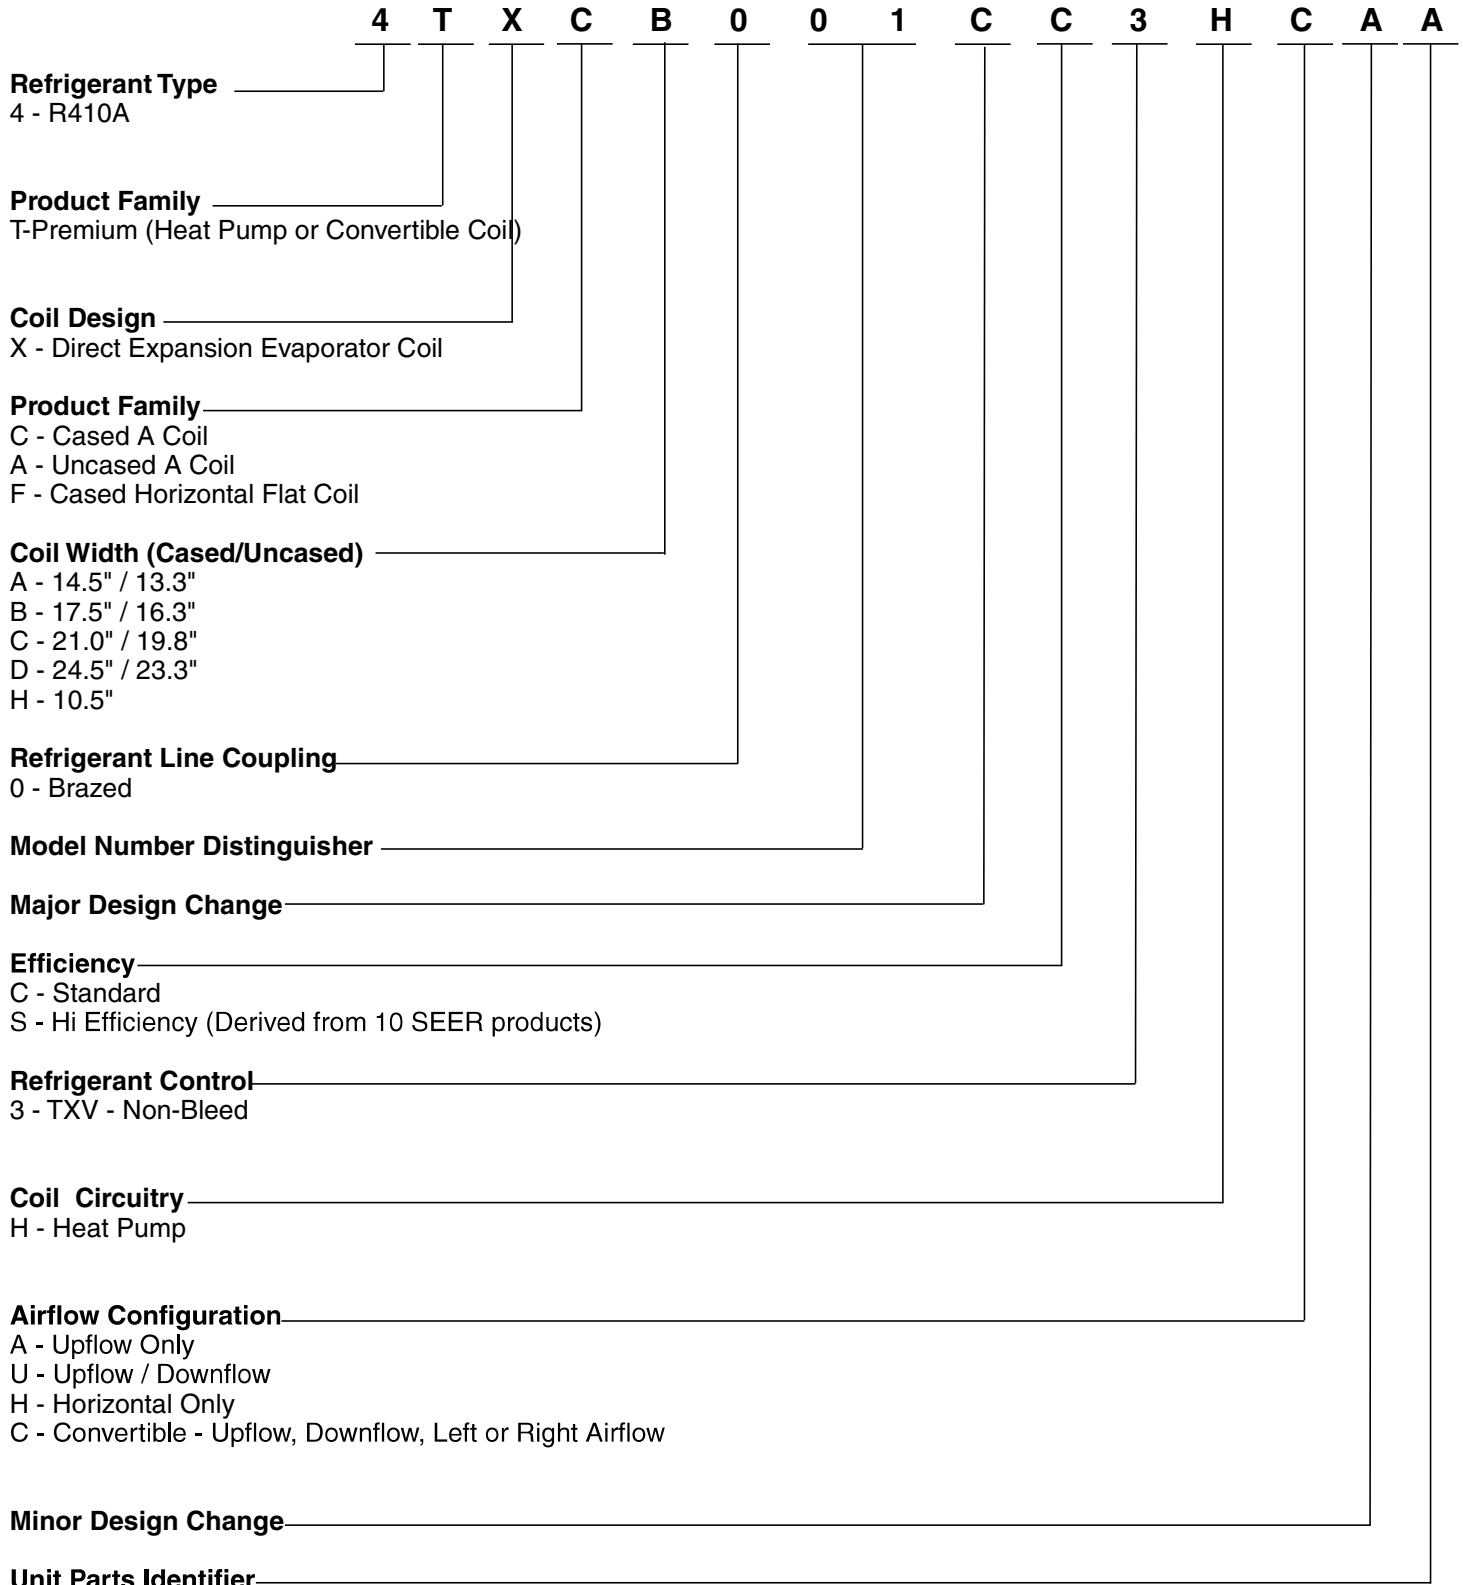 4 T X C B 0 0 1 C C 3 H C A A
Refrigerant Type
4 - R410A
Product Family
T-Premium (Heat Pump or Convertible Coil)
Coil Design
X - Direct Expansion Evaporator Coil
Product Family
C - Cased A Coil
A - Uncased A Coil
F - Cased Horizontal Flat Coil
Coil Width (Cased/Uncased)
A - 14.5" / 13.3"
B - 17.5" / 16.3"
C - 21.0" / 19.8"
D - 24.5" / 23.3"
H - 10.5"
Refrigerant Line Coupling
0 - Brazed
Model Number Distinguisher
Major Design Change
Efficiency
C - Standard
S - Hi Efficiency (Derived from 10 SEER products)
Refrigerant Control
3 - TXV - Non-Bleed
Coil Circuitry
H - Heat Pump
Airflow Configuration
A - Upflow Only
U - Upflow / Downflow
H - Horizontal Only
C - Convertible - Upflow, Downflow, Left or Right Airflow
Minor Design Change
Unit Parts Identifier